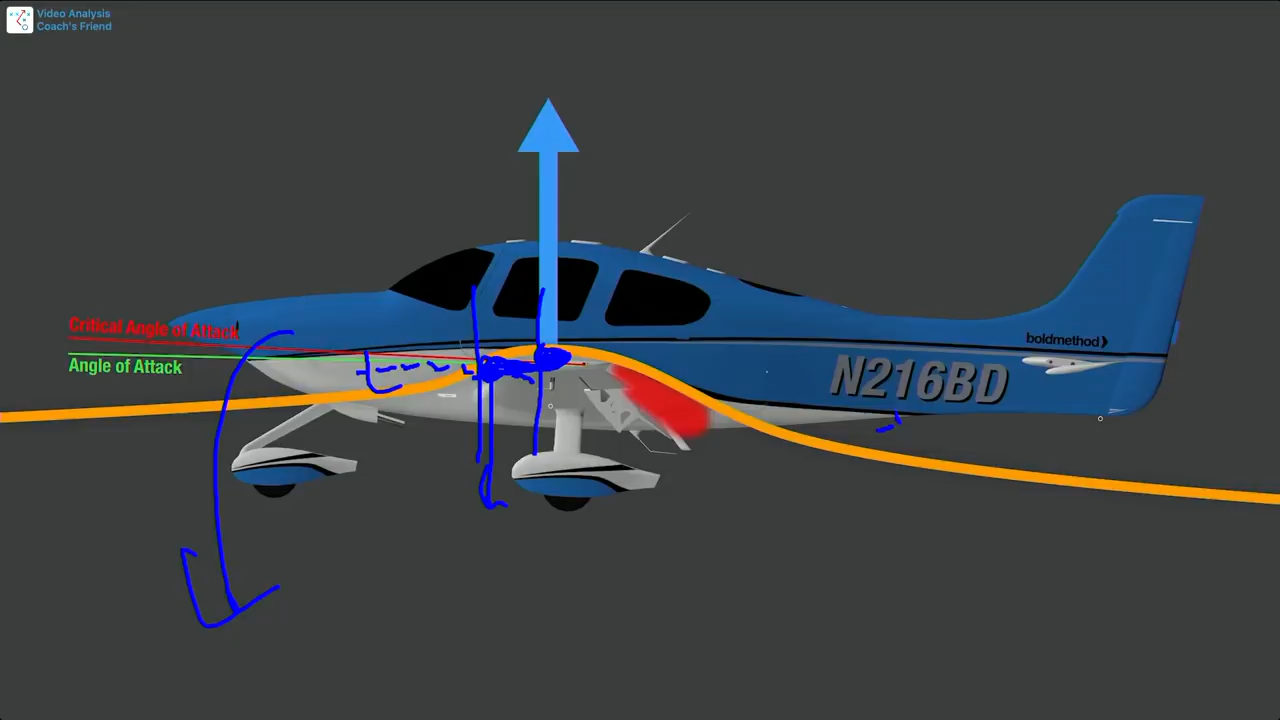 Video Analysis
Coach's Friend
Critical Angle of Attack
Angle of Attack
boldmethod
N216BD